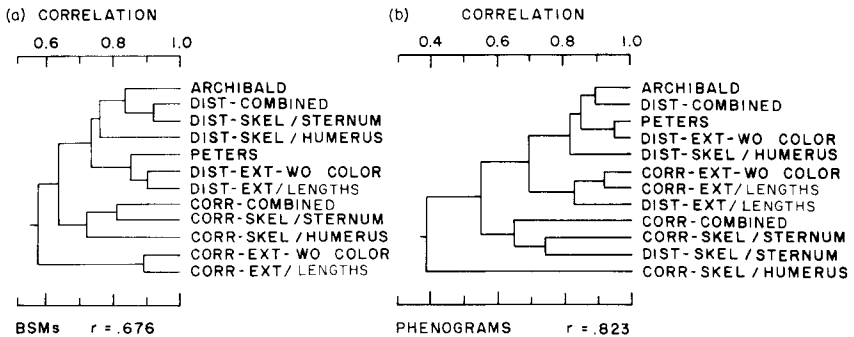 (a) CORRELATION
0.6 0.8 1.0
ARCHIBALD
DIST-COMBINED
DIST-SKEL/STERNUM
DIST-SKEL/HUMERUS
PETERS
DIST-EXT-WO COLOR
DIST-EXT/LENGTHS
CORR-COMBINED
CORR-SKEL/STERNUM
CORR-SKEL/HUMERUS
CORR-EXT-WO COLOR
CORR-EXT/LENGTHS
BSMs r = .676
(b) CORRELATION
0.4 0.6 0.8 1.0
ARCHIBALD
DIST-COMBINED
PETERS
DIST-EXT-WO COLOR
DIST-SKEL/HUMERUS
CORR-EXT-WO COLOR
CORR-EXT/LENGTHS
DIST-EXT/LENGTHS
CORR-COMBINED
CORR-SKEL/STERNUM
DIST-SKEL/STERNUM
CORR-SKEL/HUMERUS
PHENOGRAMS r = .823